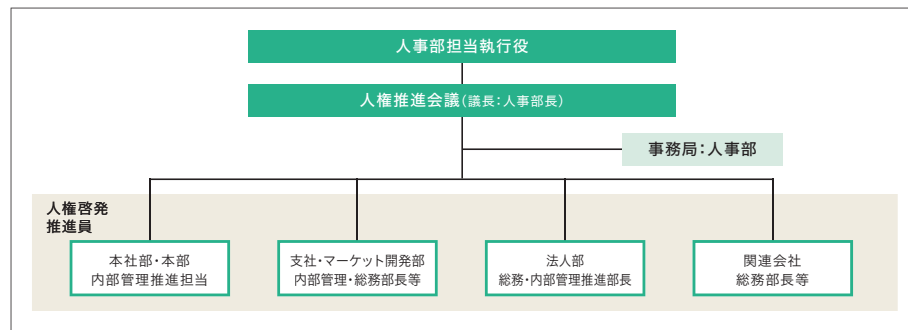 人事部担当執行役
人権推進会議(議長:人事部長)
事務局:人事部
人権啓発
推進員
本社部・本部
内部管理推進担当
支社・マーケット開発部
内部管理・総務部長等
法人部
総務・内部管理推進部長
関連会社
総務部長等